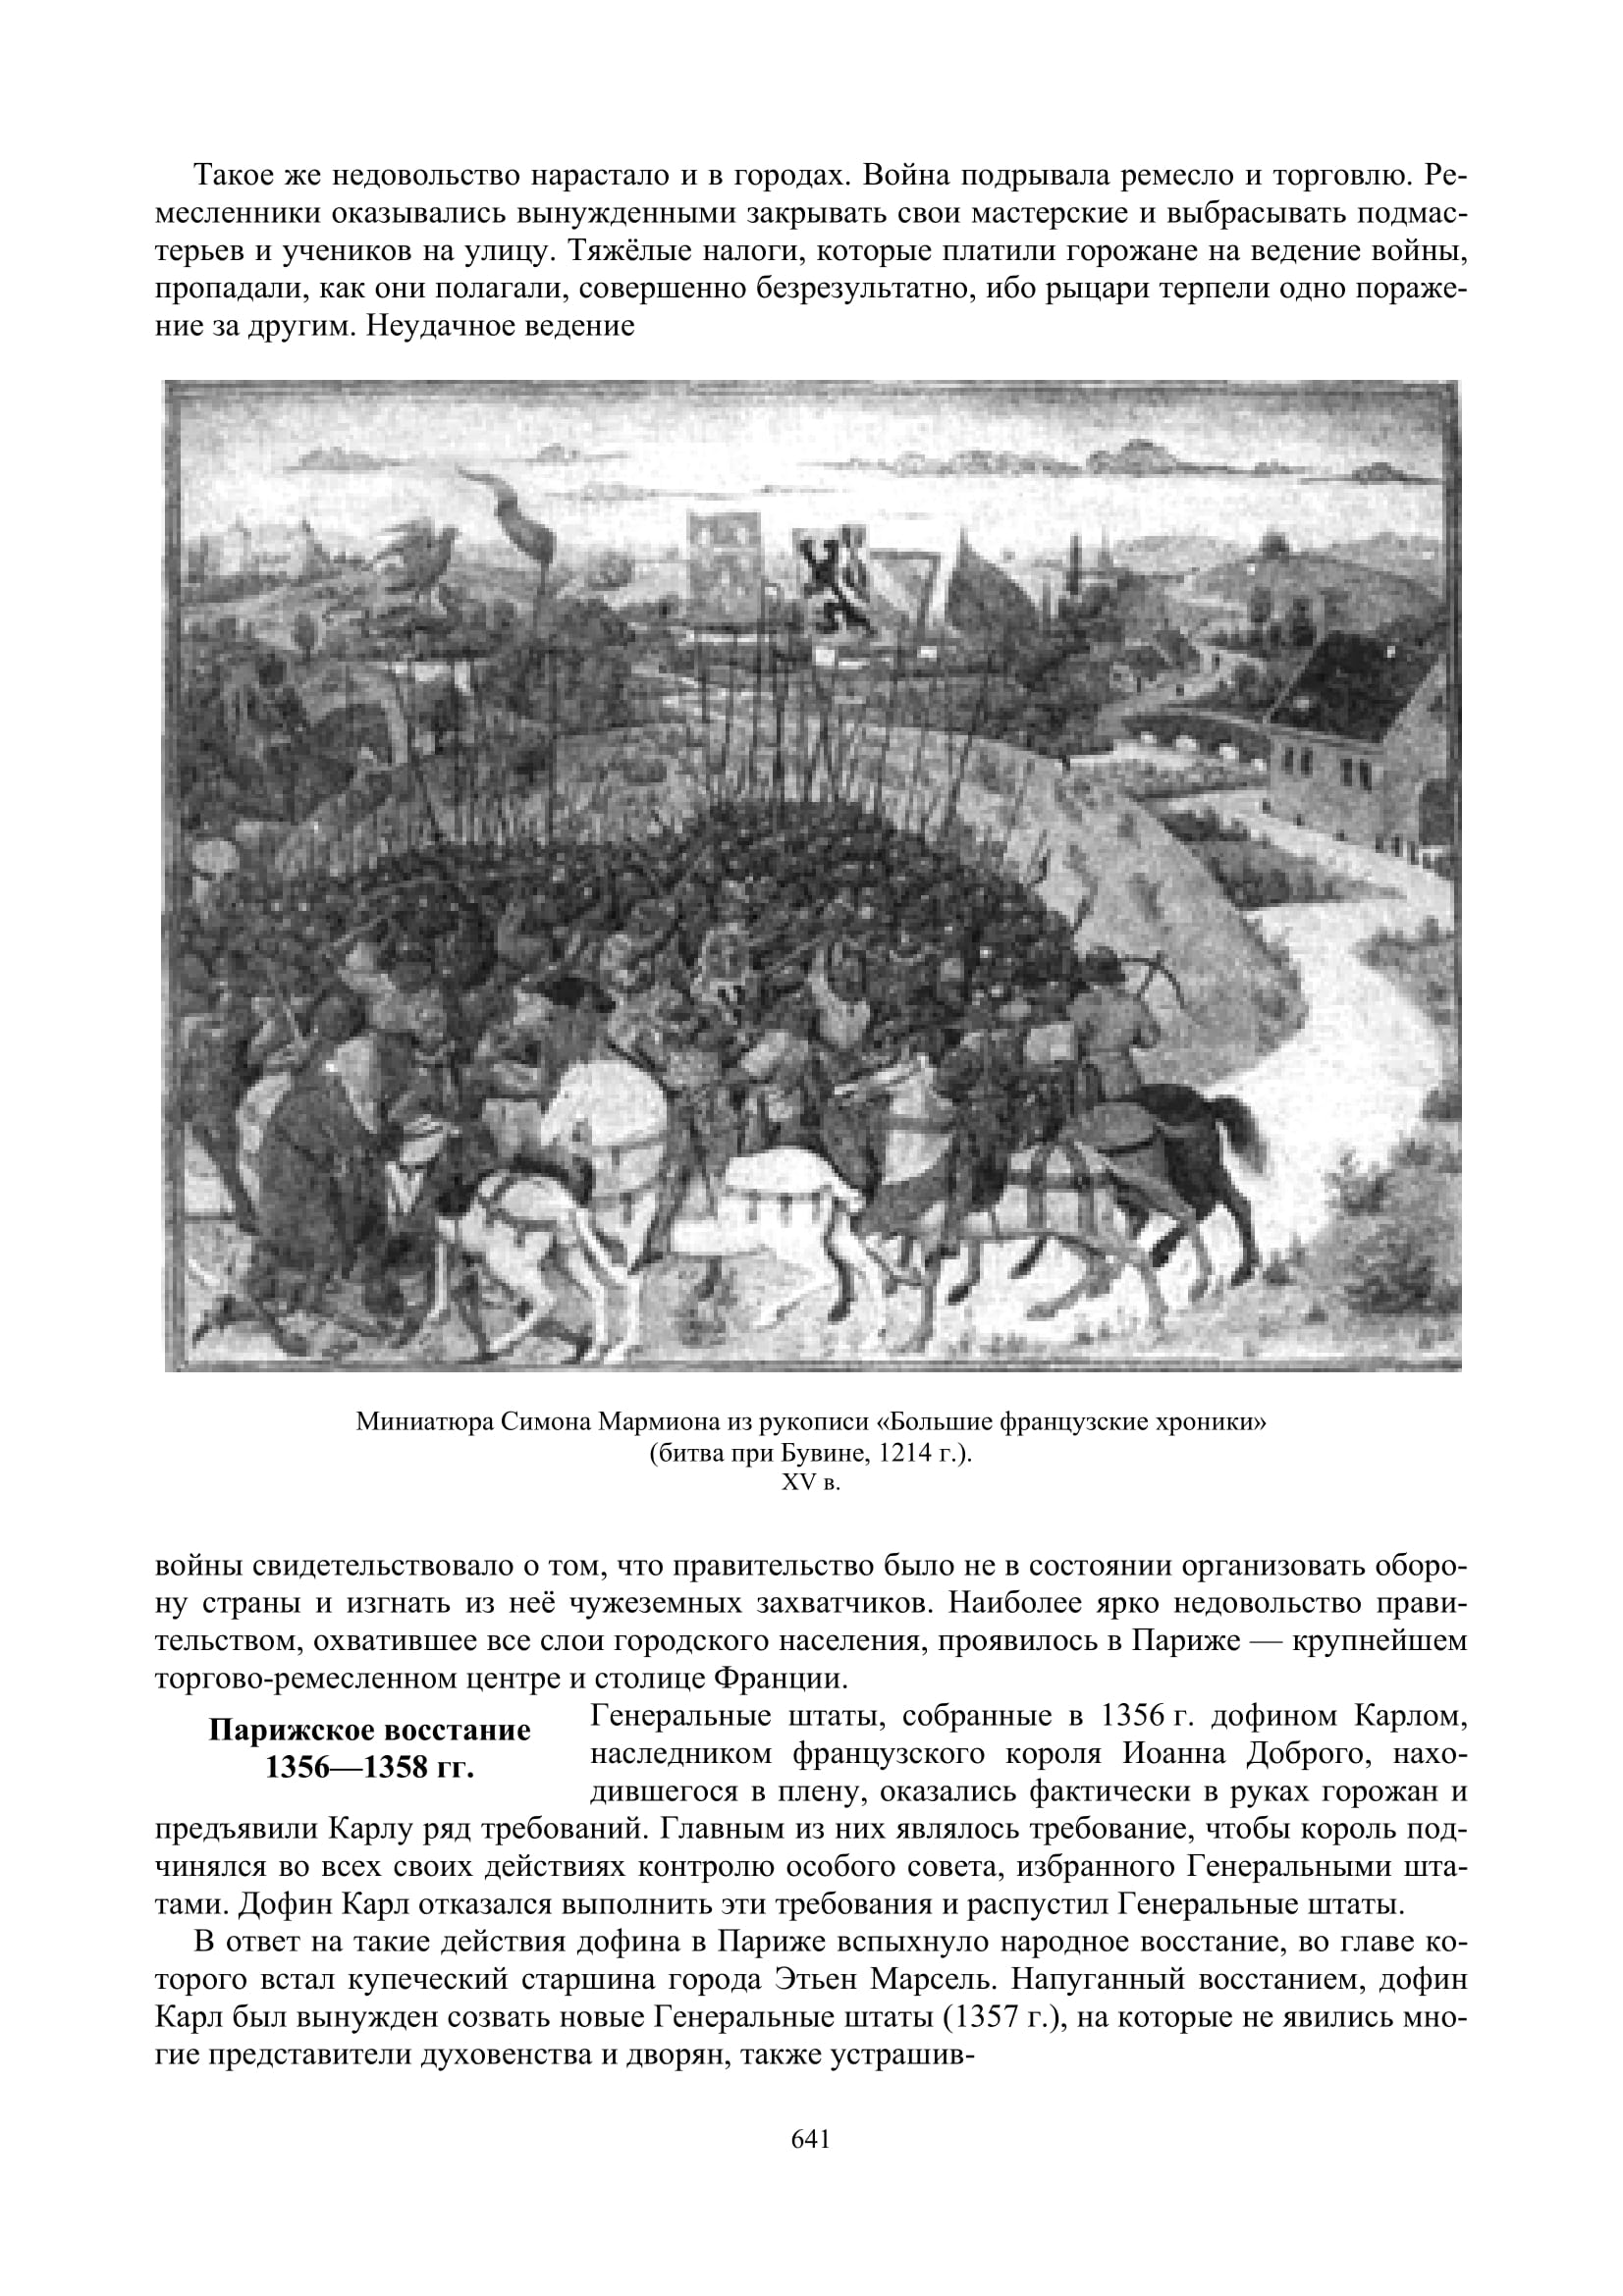 Такое же недовольство нарастало и в городах. Война подрывала ремесло и торговлю. Ре-
месленники оказывались вынужденными закрывать свои мастерские и выбрасывать подмас-
терьев и учеников на улицу. Тяжёлые налоги, которые платили горожане на ведение войны,
пропадали, как они полагали, совершенно безрезультатно, ибо рыцари терпели одно пораже-
ние за другим. Неудачное ведение
Миниатюра Симона Мармиона из рукописи «Большие французские хроники»
(битва при Бувине, 1214 г.).
XV в.
войны свидетельствовало о том, что правительство было не в состоянии организовать оборо-
ну страны и изгнать из неё чужеземных захватчиков. Наиболее ярко недовольство прави-
тельством, охватившее все слои городского населения, проявилось в Париже — крупнейшем
торгово-ремесленном центре и столице Франции.
Парижское восстание
1356—1358 гг.
Генеральные штаты, собранные в 1356 г. дофином Карлом,
наследником французского короля Иоанна Доброго, нахо-
дившегося в плену, оказались фактически в руках горожан и
предъявили Карлу ряд требований. Главным из них являлось требование, чтобы король под-
чинялся во всех своих действиях контролю особого совета, избранного Генеральными шта-
тами. Дофин Карл отказался выполнить эти требования и распустил Генеральные штаты.
В ответ на такие действия дофина в Париже вспыхнуло народное восстание, во главе ко-
торого встал купеческий старшина города Этьен Марсель. Напуганный восстанием, дофин
Карл был вынужден созвать новые Генеральные штаты (1357 г.), на которые не явились мно-
гие представители духовенства и дворян, также устрашив-
641